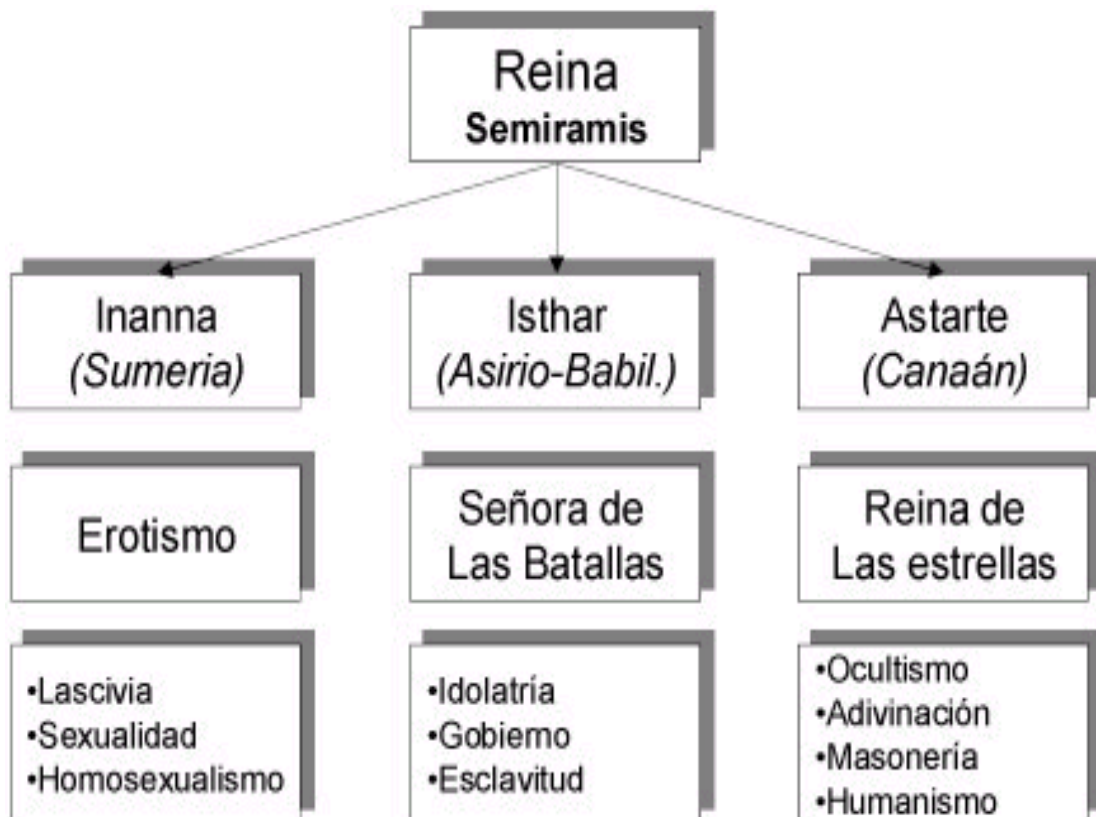 Reina
Semiramis
Inanna
(Sumeria)
Isthar
(Asirio-Babil.)
Astarte
(Canaán)
Erotismo
Señora de
Las Batallas
Reina de
Las estrellas
•Lascivia
•Sexualidad
•Homosexualismo
•Idolatría
•Gobierno
•Esclavitud
•Ocultismo
•Adivinación
•Masonería
•Humanismo